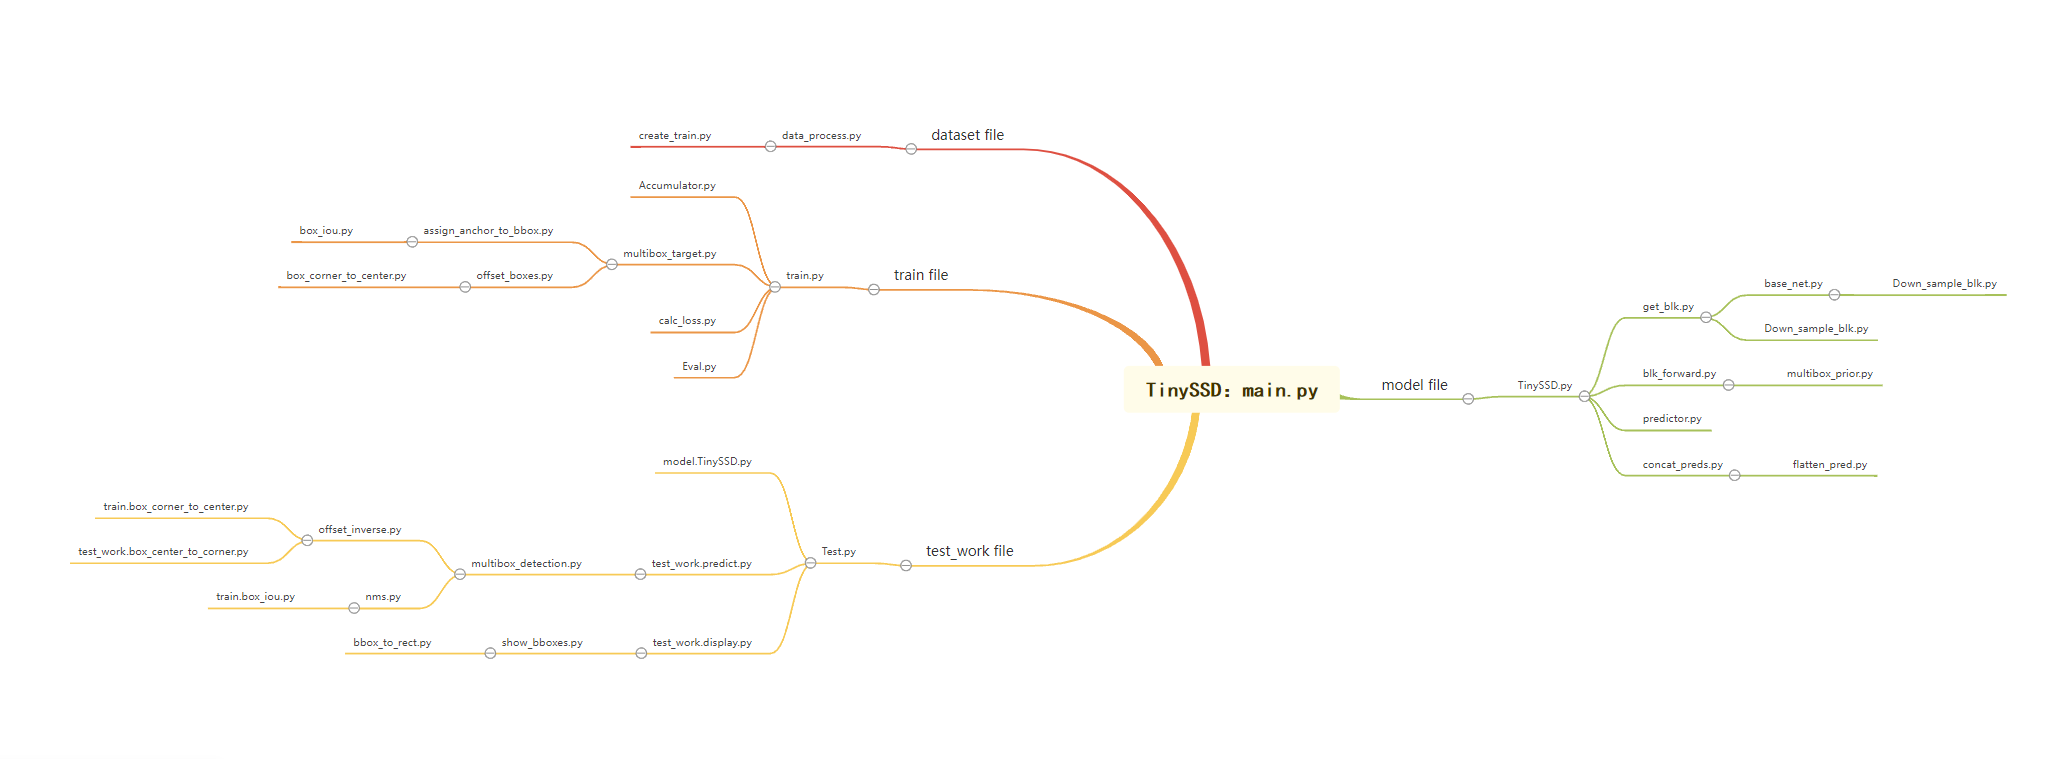 create_train.py
data_process.py
dataset file
Accumulator.py
box_iou.py
assign_anchor_to_bbox.py
multibox_target.py
box_corner_to_center.py
offset_boxes.py
train.py
train file
calc_loss.py
Eval.py
TinySSD：main.py
model file
TinySSD.py
get_blk.py
base_net.py
Down_sample_blk.py
Down_sample_blk.py
blk_forward.py
multibox_prior.py
predictor.py
concat_preds.py
flatten_pred.py
model.TinySSD.py
train.box_corner_to_center.py
offset_inverse.py
test_work.box_center_to_corner.py
multibox_detection.py
test_work.predict.py
Test.py
test_work file
train.box_iou.py
nms.py
bbox_to_rect.py
show_bboxes.py
test_work.display.py